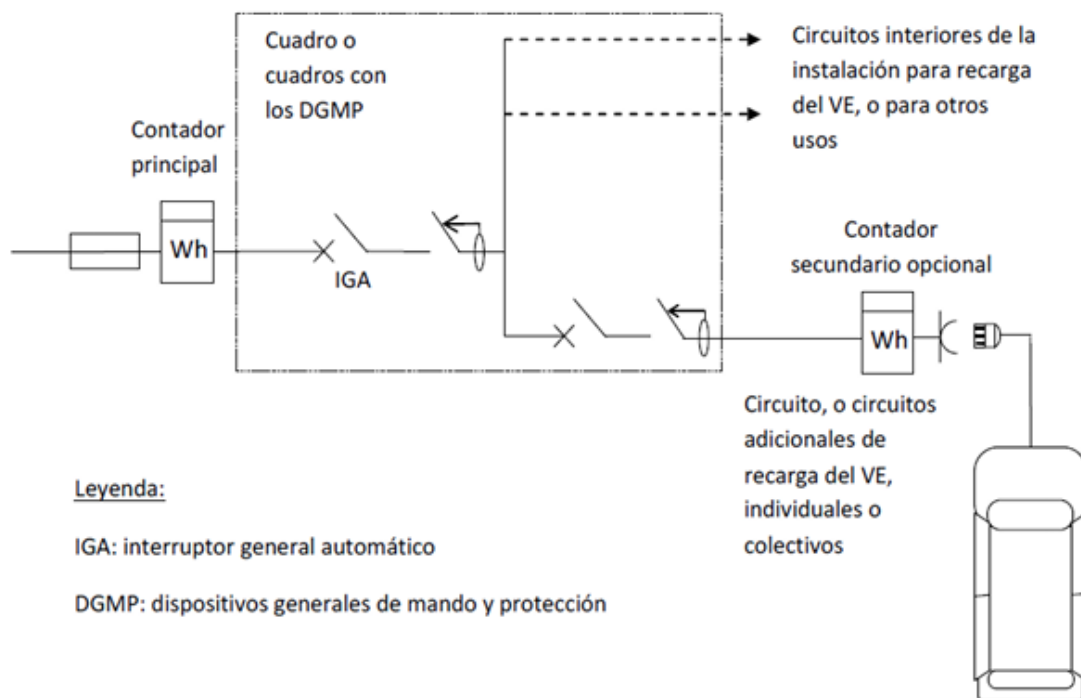 Cuadro o
cuadros con
los DGMP
Circuitos interiores de la
instalación para recarga
del VE, o para otros
usos
Contador
principal
Wh
IGA
Contador
secundario opcional
Wh
Circuito, o circuitos
adicionales de
recarga del VE,
individuales o
colectivos
Leyenda:
IGA: interruptor general automático
DGMP: dispositivos generales de mando y protección